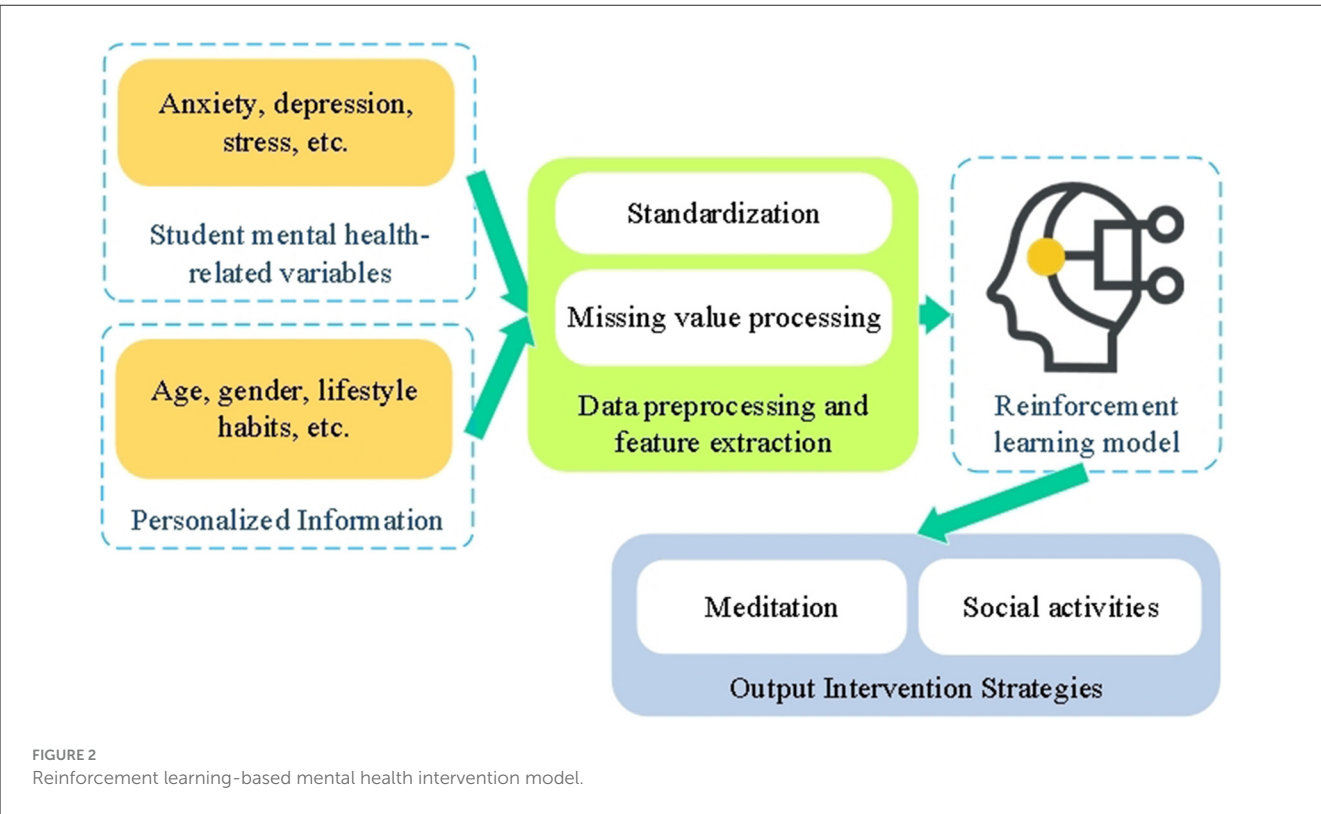 Anxiety, depression,
stress, etc.
Student mental health-
related variables
Age, gender, lifestyle
habits, etc.
Personalized Information
Standardization
Missing value processing
Data preprocessing and
feature extraction
Reinforcement
learning model
Meditation
Social activities
Output Intervention Strategies
FIGURE 2
Reinforcement learning-based mental health intervention model.